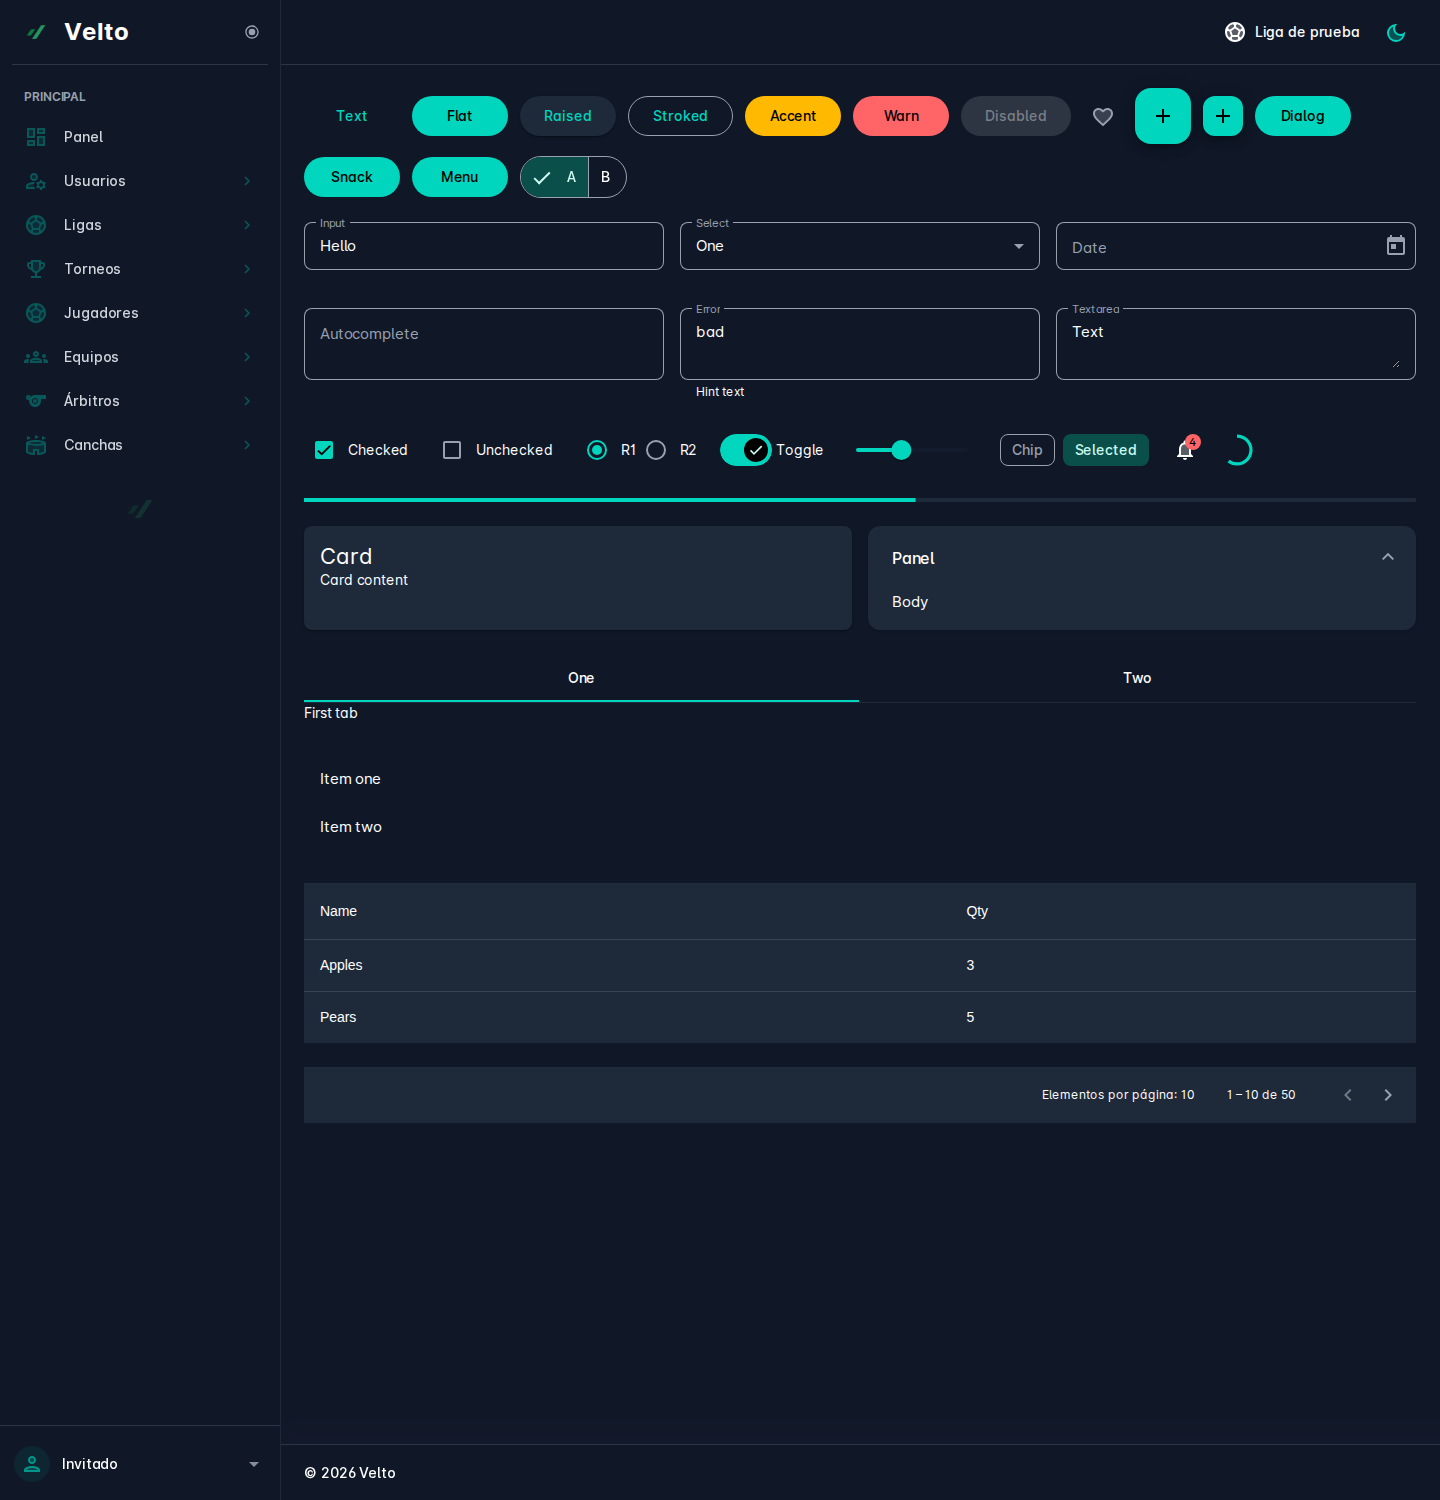 Velto
Liga de prueba
PRINCIPAL
Panel
Usuarios
Ligas
Torneos
Jugadores
Equipos
Árbitros
Canchas
Invitado
Text Flat Raised Stroked Accent Warn Disabled Dialog
Snack Menu A B
Input
Hello
Select
One
Date
Autocomplete
Error
bad
Hint text
Textarea
Text
Checked Unchecked R1 R2 Toggle Chip Selected 4
Card
Card content
Panel
Body
One Two
First tab
Item one
Item two
Name Qty
Apples 3
Pears 5
Elementos por página: 10 1 – 10 de 50
© 2026 Velto